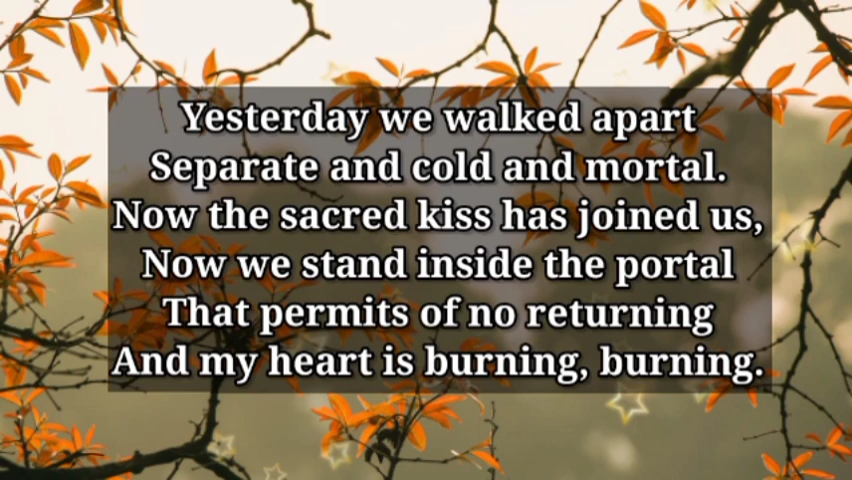 Yesterday we walked apart
Separate and cold and mortal.
Now the sacred kiss has joined us,
Now we stand inside the portal
That permits of no returning
And my heart is burning, burning.